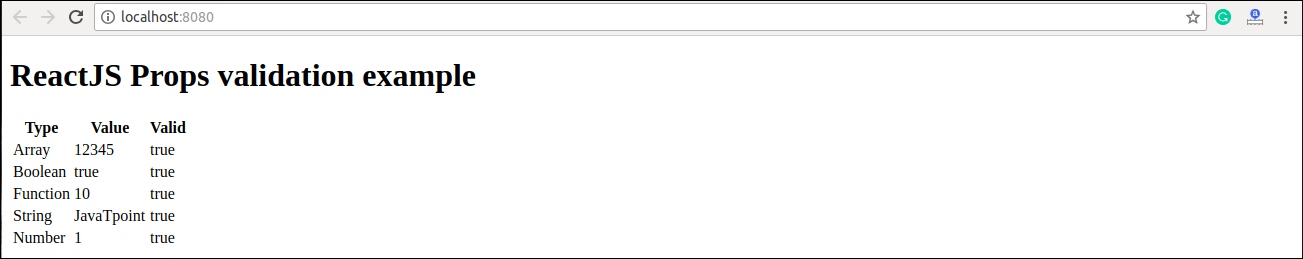 localhost:8080
ReactJS Props validation example
Type Value Valid
Array 12345 true
Boolean true true
Function 10 true
String JavaTpoint true
Number 1 true